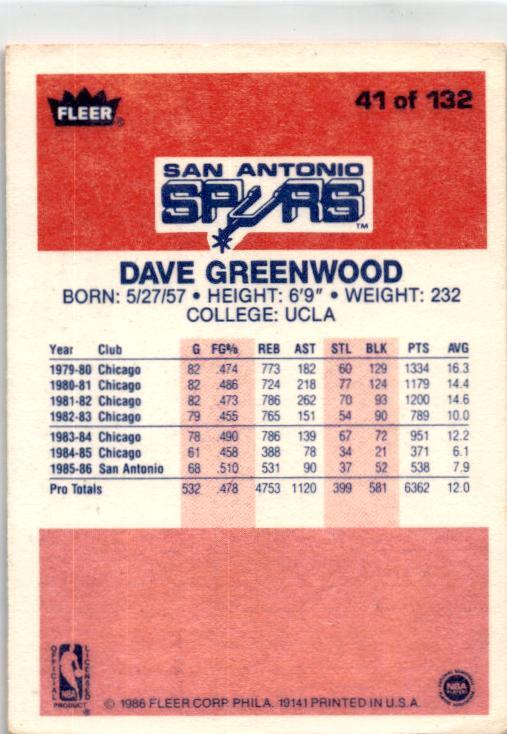 FLEER®
41 of 132
SAN ANTONIO
SPURS
TM
DAVE GREENWOOD
BORN: 5/27/57 • HEIGHT: 6'9" • WEIGHT: 232
COLLEGE: UCLA
Year Club G FG% REB AST STL BLK PTS AVG
1979-80 Chicago 82 .474 773 182 60 129 1334 16.3
1980-81 Chicago 82 .486 724 218 77 124 1179 14.4
1981-82 Chicago 82 .473 786 262 70 93 1200 14.6
1982-83 Chicago 79 .455 765 151 54 90 789 10.0
1983-84 Chicago 78 .490 786 139 67 72 951 12.2
1984-85 Chicago 61 .458 388 78 34 21 371 6.1
1985-86 San Antonio 68 .510 531 90 37 52 538 7.9
Pro Totals 532 .478 4753 1120 399 581 6362 12.0
OFFICIAL
LICENSED
NBA
PRODUCT
®
© 1986 FLEER CORP. PHILA. 19141 PRINTED IN U.S.A.
NBA
PLAYERS